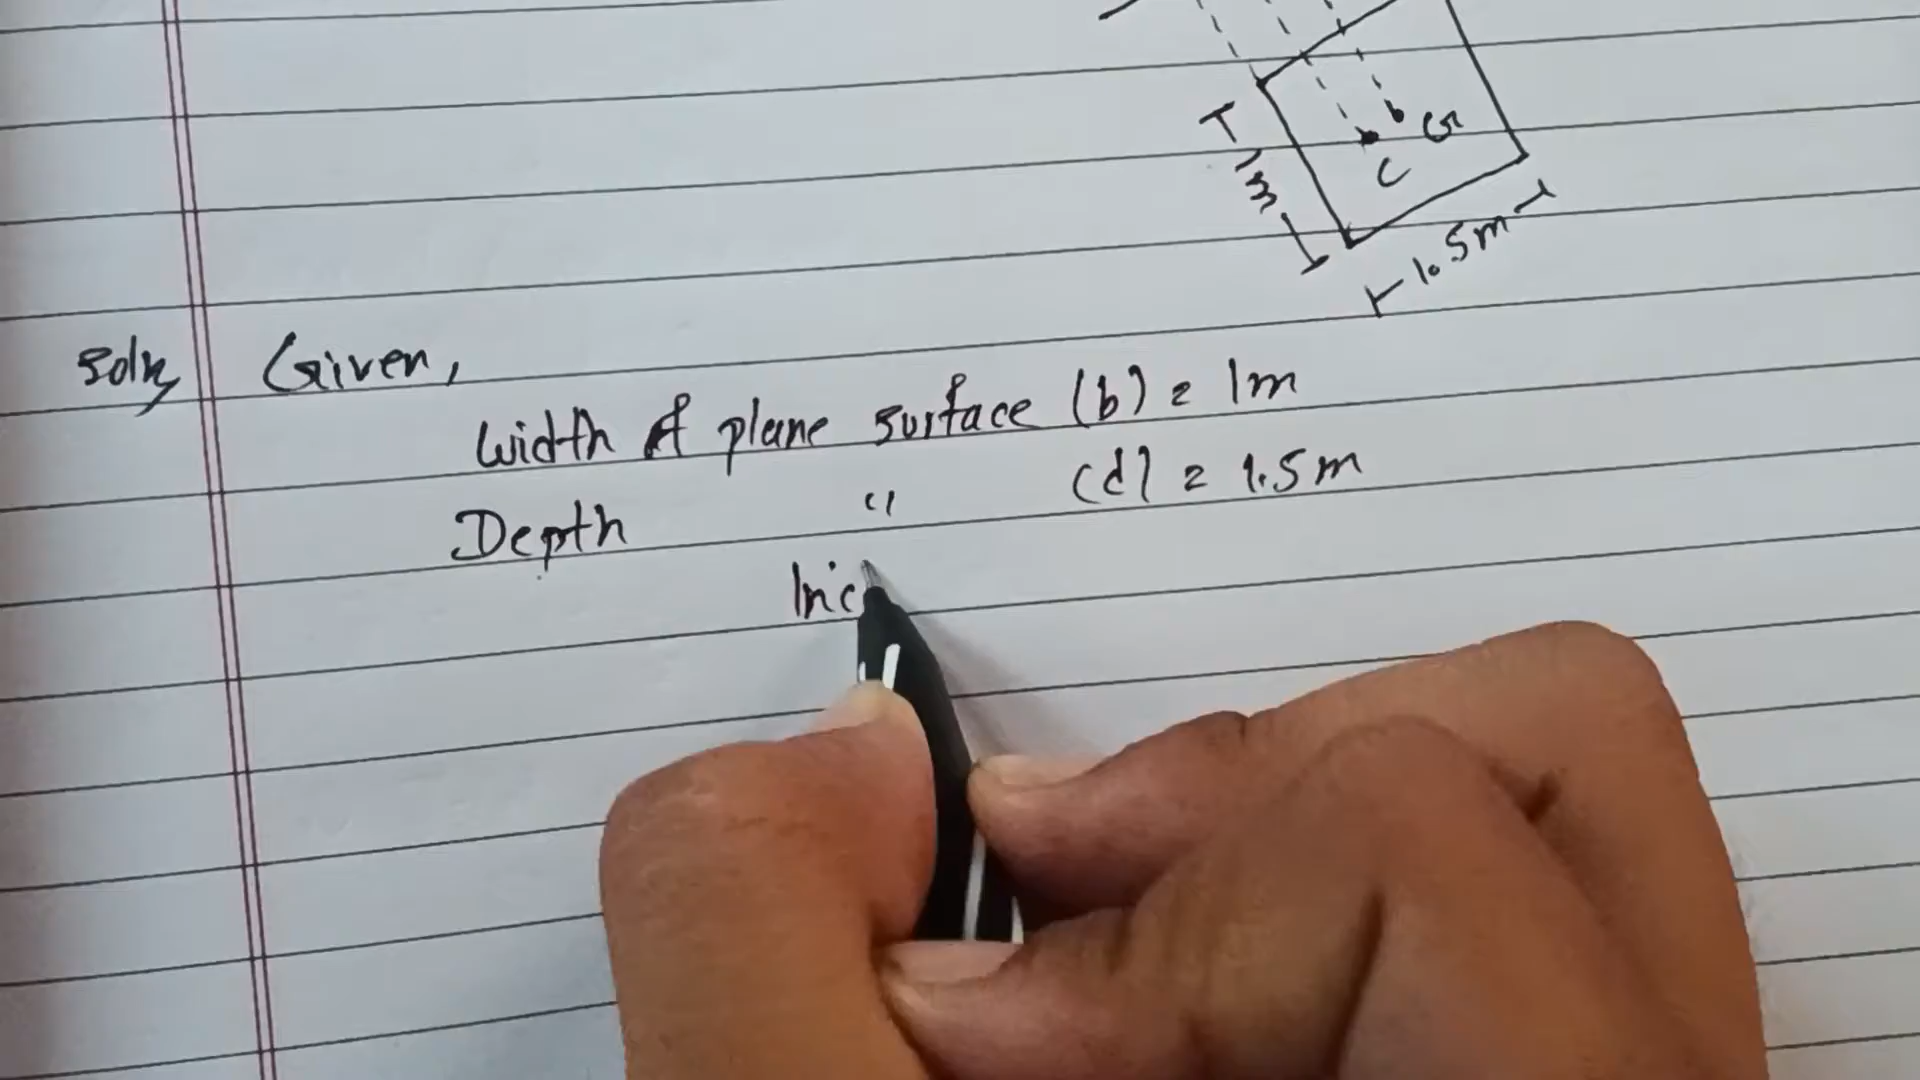 G
C
1m
1.5m
Soln, Given,
Width of plane surface (b) = 1m
Depth " (d) = 1.5m
Inc